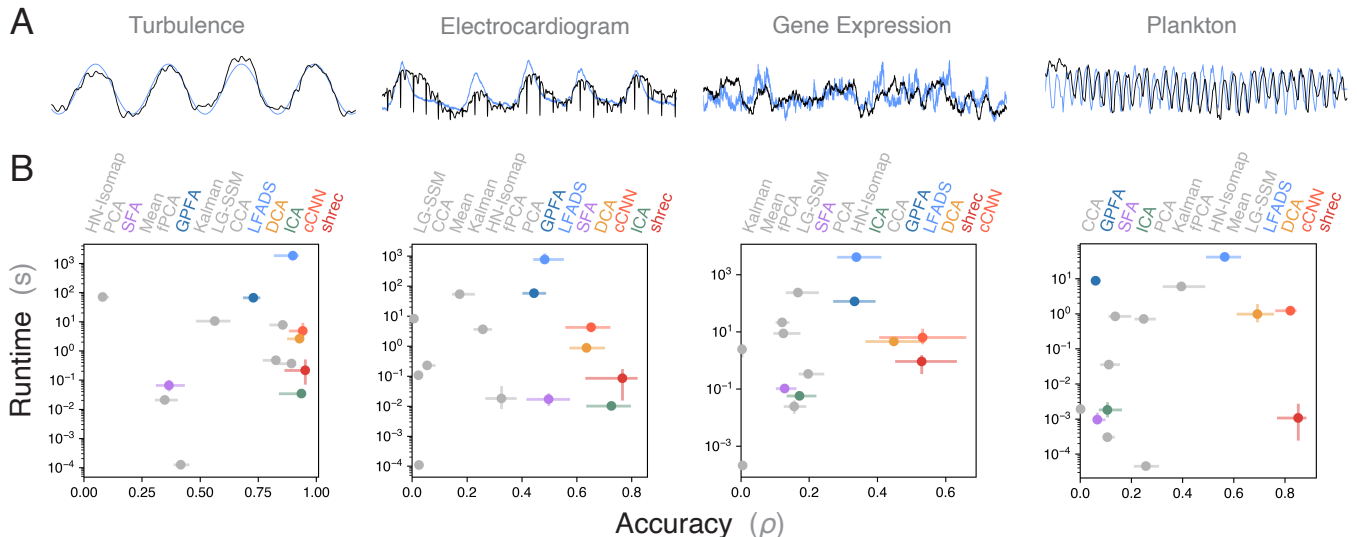 A
Turbulence
Electrocardiogram
Gene Expression
Plankton
B
HN-Isomap
PCA
SFA
Mean
fPCA
GPFA
Kalman
LG-SSM
CCA
LFADS
DCA
ICA
cCNN
shrec
LG-SSM
CCA
Mean
Kalman
HN-Isomap
fPCA
PCA
GPFA
LFADS
SFA
DCA
cCNN
ICA
shrec
Kalman
Mean
fPCA
LG-SSM
SFA
PCA
HN-Isomap
ICA
CCA
GPFA
LFADS
DCA
shrec
cCNN
CCA
GPFA
SFA
ICA
PCA
Kalman
fPCA
HN-Isomap
Mean
LG-SSM
LFADS
DCA
cCNN
shrec
Runtime (s)
10³
10²
10¹
10⁰
10⁻¹
10⁻²
10⁻³
10⁻⁴
0.00 0.25 0.50 0.75 1.00
10³
10²
10¹
10⁰
10⁻¹
10⁻²
10⁻³
10⁻⁴
0.0 0.2 0.4 0.6 0.8
10³
10¹
10⁻¹
10⁻³
0.0 0.2 0.4 0.6 0.8
10¹
10⁰
10⁻¹
10⁻²
10⁻³
10⁻⁴
0.0 0.2 0.4 0.6 0.8
Accuracy (ρ)